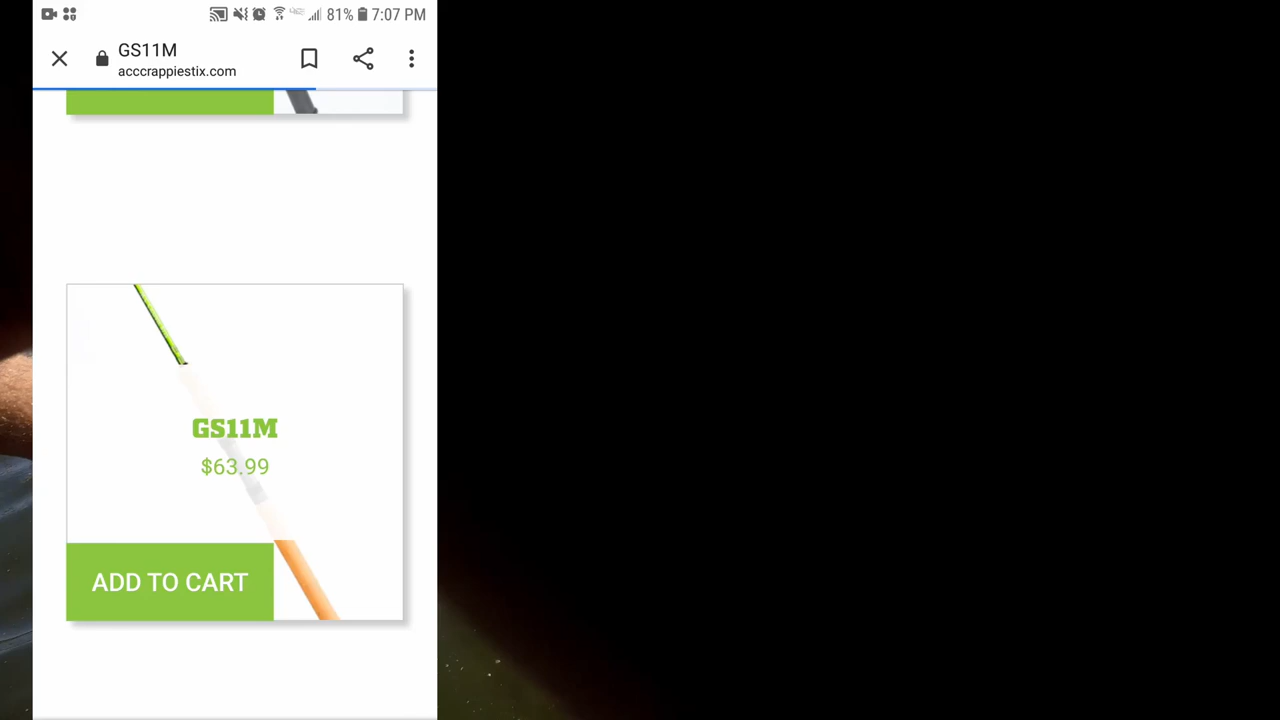 81% 7:07 PM
GS11M
acccrappiestix.com
GS11M
$63.99
ADD TO CART